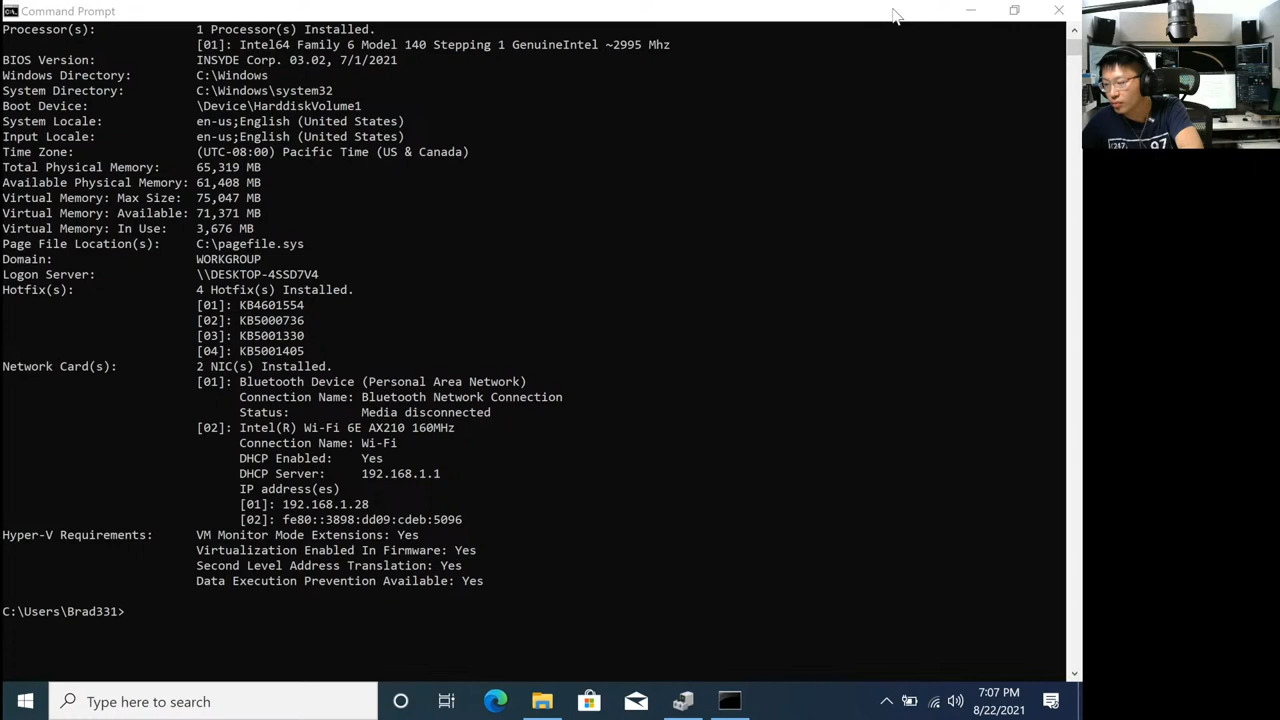 Command Prompt
Processor(s): 1 Processor(s) Installed.
[01]: Intel64 Family 6 Model 140 Stepping 1 GenuineIntel ~2995 Mhz
BIOS Version: INSYDE Corp. 03.02, 7/1/2021
Windows Directory: C:\Windows
System Directory: C:\Windows\system32
Boot Device: \Device\HarddiskVolume1
System Locale: en-us;English (United States)
Input Locale: en-us;English (United States)
Time Zone: (UTC-08:00) Pacific Time (US & Canada)
Total Physical Memory: 65,319 MB
Available Physical Memory: 61,408 MB
Virtual Memory: Max Size: 75,047 MB
Virtual Memory: Available: 71,371 MB
Virtual Memory: In Use: 3,676 MB
Page File Location(s): C:\pagefile.sys
Domain: WORKGROUP
Logon Server: \\DESKTOP-4SSD7V4
Hotfix(s): 4 Hotfix(s) Installed.
[01]: KB4601554
[02]: KB5000736
[03]: KB5001330
[04]: KB5001405
Network Card(s): 2 NIC(s) Installed.
[01]: Bluetooth Device (Personal Area Network)
Connection Name: Bluetooth Network Connection
Status: Media disconnected
[02]: Intel(R) Wi-Fi 6E AX210 160MHz
Connection Name: Wi-Fi
DHCP Enabled: Yes
DHCP Server: 192.168.1.1
IP address(es)
[01]: 192.168.1.28
[02]: fe80::3898:dd09:cdeb:5096
Hyper-V Requirements: VM Monitor Mode Extensions: Yes
Virtualization Enabled In Firmware: Yes
Second Level Address Translation: Yes
Data Execution Prevention Available: Yes
C:\Users\Brad331>
Type here to search
7:07 PM
8/22/2021